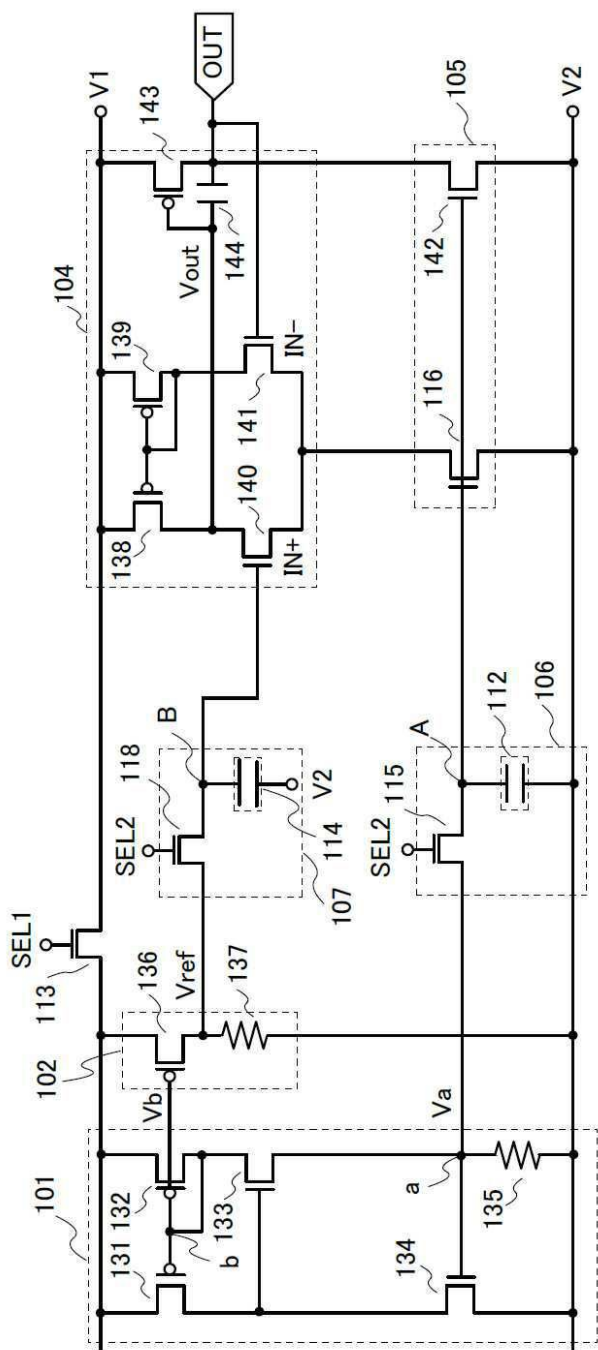 SEL1
V1
101
102
113
104
131
132
136
Vb
b
133
Vref
137
SEL2
118
B
114
V2
107
138
139
140
IN+
141
IN−
Vout
143
144
OUT
134
a
Va
135
SEL2
115
A
112
106
116
142
105
V2